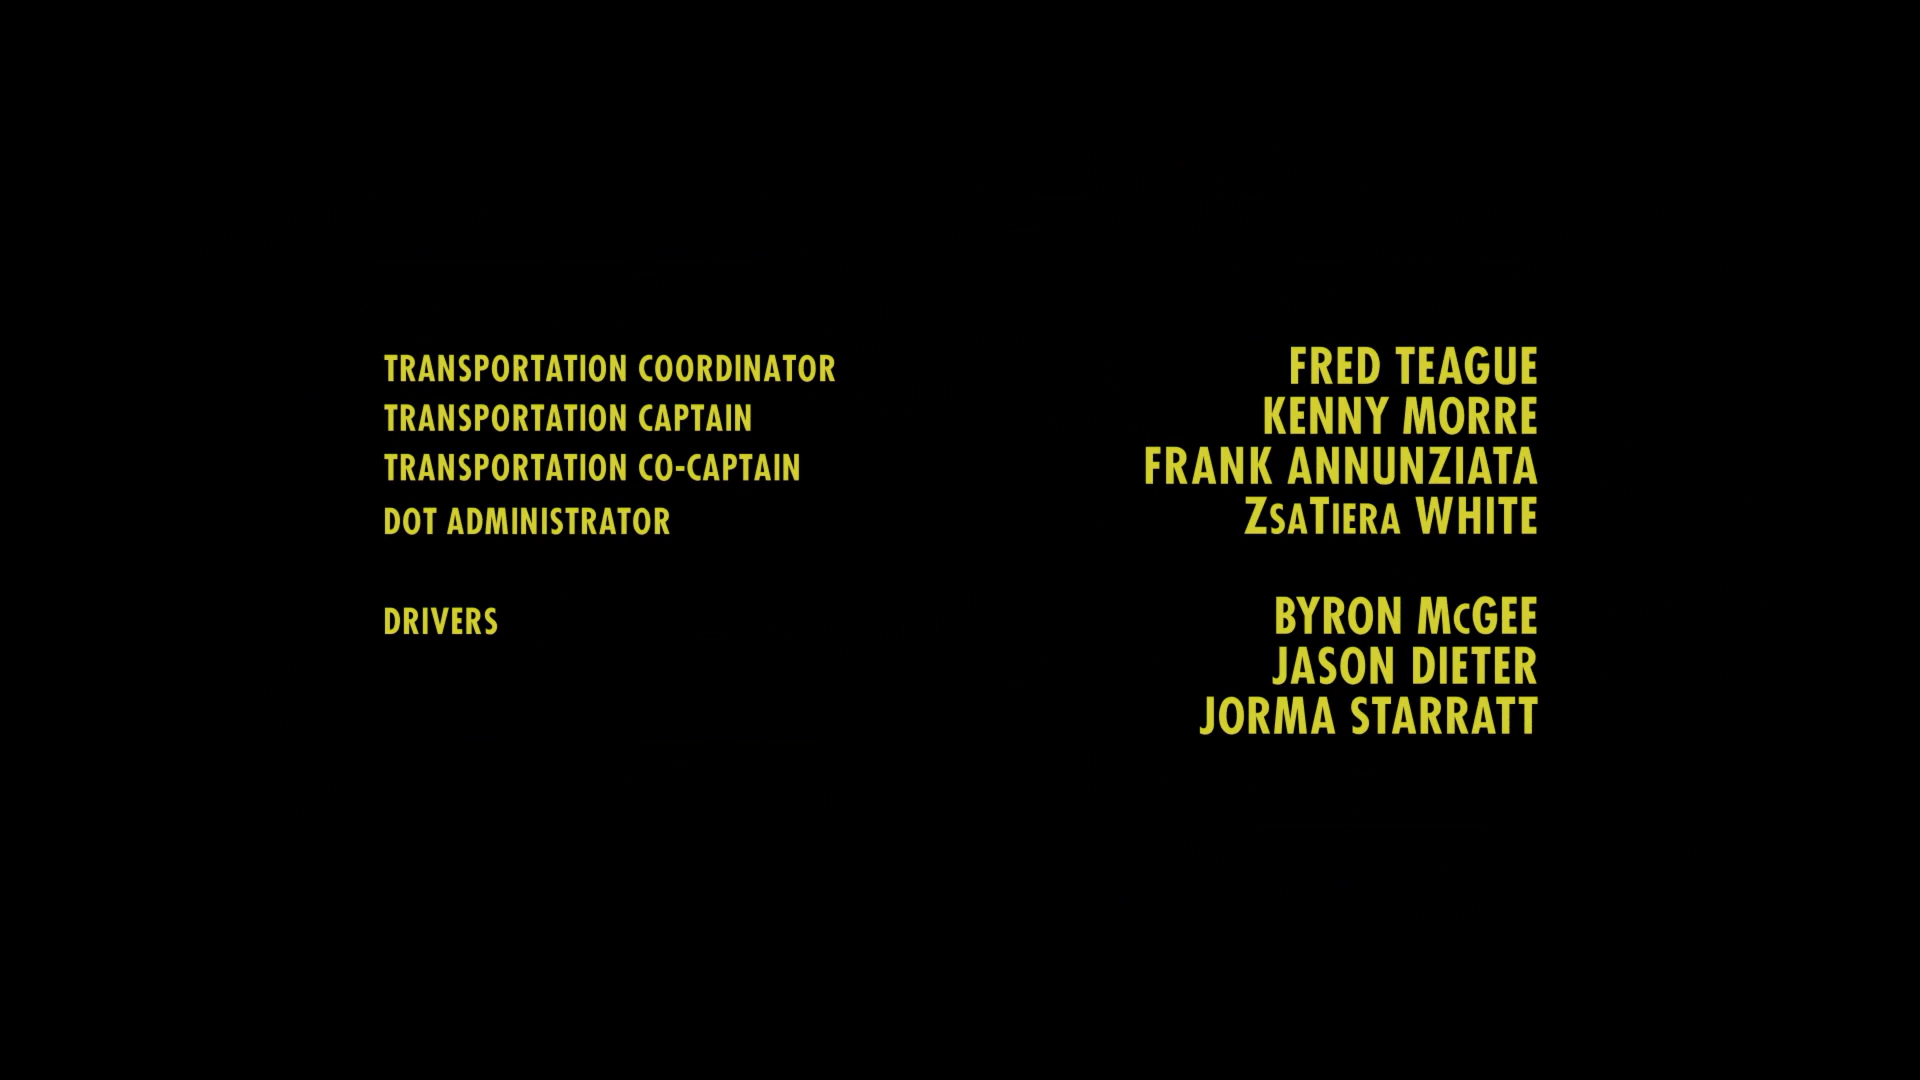 TRANSPORTATION COORDINATOR FRED TEAGUE
TRANSPORTATION CAPTAIN KENNY MORRE
TRANSPORTATION CO-CAPTAIN FRANK ANNUNZIATA
DOT ADMINISTRATOR ZSATIERA WHITE
DRIVERS BYRON McGEE
JASON DIETER
JORMA STARRATT